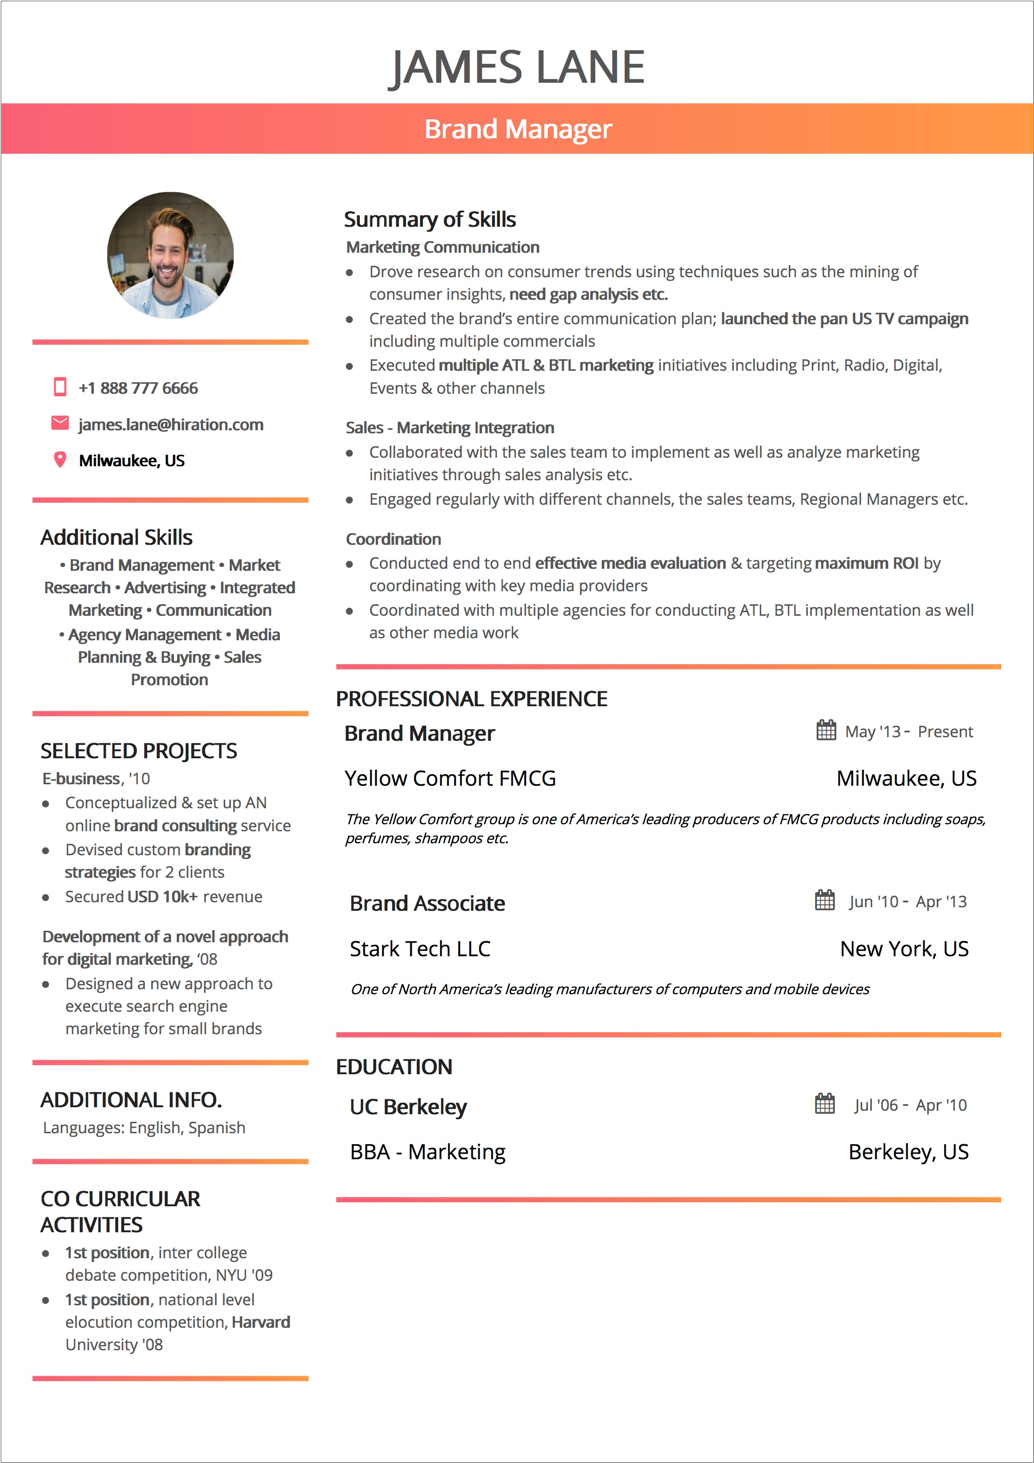 JAMES LANE
Brand Manager
+1 888 777 6666
james.lane@hiration.com
Milwaukee, US
Additional Skills
• Brand Management • Market
Research • Advertising • Integrated
Marketing • Communication
• Agency Management • Media
Planning & Buying • Sales
Promotion
SELECTED PROJECTS
E-business, '10
● Conceptualized & set up AN
online brand consulting service
● Devised custom branding
strategies for 2 clients
● Secured USD 10k+ revenue
Development of a novel approach
for digital marketing, ‘08
● Designed a new approach to
execute search engine
marketing for small brands
ADDITIONAL INFO.
Languages: English, Spanish
CO CURRICULAR
ACTIVITIES
● 1st position, inter college
debate competition, NYU '09
● 1st position, national level
elocution competition, Harvard
University '08
Summary of Skills
Marketing Communication
● Drove research on consumer trends using techniques such as the mining of
consumer insights, need gap analysis etc.
● Created the brand’s entire communication plan; launched the pan US TV campaign
including multiple commercials
● Executed multiple ATL & BTL marketing initiatives including Print, Radio, Digital,
Events & other channels
Sales - Marketing Integration
● Collaborated with the sales team to implement as well as analyze marketing
initiatives through sales analysis etc.
● Engaged regularly with different channels, the sales teams, Regional Managers etc.
Coordination
● Conducted end to end effective media evaluation & targeting maximum ROI by
coordinating with key media providers
● Coordinated with multiple agencies for conducting ATL, BTL implementation as well
as other media work
PROFESSIONAL EXPERIENCE
Brand Manager May '13 - Present
Yellow Comfort FMCG Milwaukee, US
The Yellow Comfort group is one of America’s leading producers of FMCG products including soaps,
perfumes, shampoos etc.
Brand Associate Jun '10 - Apr '13
Stark Tech LLC New York, US
One of North America’s leading manufacturers of computers and mobile devices
EDUCATION
UC Berkeley Jul '06 - Apr '10
BBA - Marketing Berkeley, US